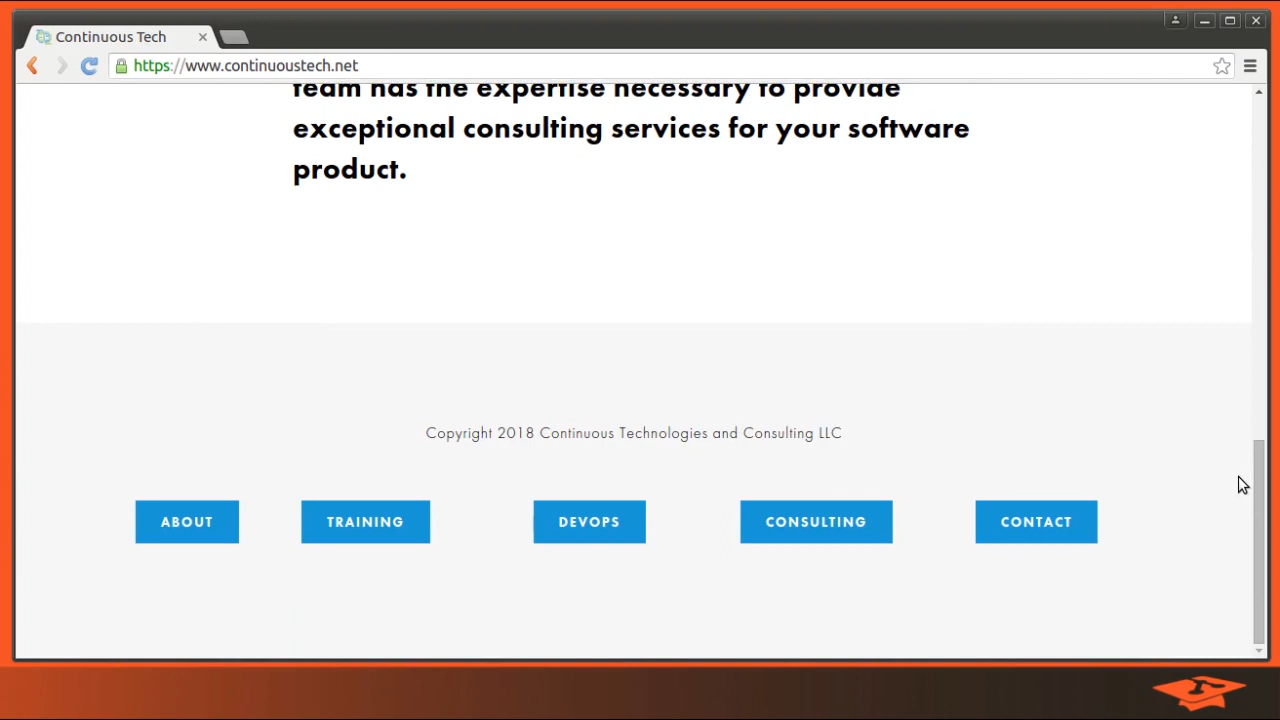 Continuous Tech
https://www.continuoustech.net
team has the expertise necessary to provide
exceptional consulting services for your software
product.
Copyright 2018 Continuous Technologies and Consulting LLC
ABOUT TRAINING DEVOPS CONSULTING CONTACT